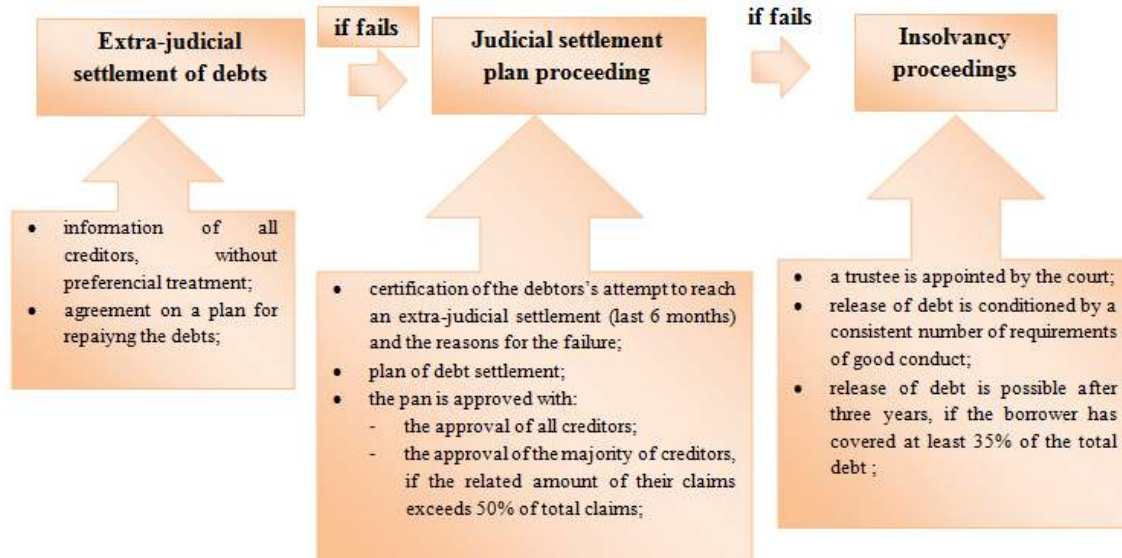 Extra-judicial
settlement of debts
if fails
Judicial settlement
plan proceeding
if fails
Insolvancy
proceedings
• information of all
creditors, without
preferencial treatment;
• agreement on a plan for
repaiyng the debts;
• certification of the debtors’s attempt to reach
an extra-judicial settlement (last 6 months)
and the reasons for the failure;
• plan of debt settlement;
• the pan is approved with:
- the approval of all creditors;
- the approval of the majority of creditors,
if the related amount of their claims
exceeds 50% of total claims;
• a trustee is appointed by the court;
• release of debt is conditioned by a
consistent number of requirements
of good conduct;
• release of debt is possible after
three years, if the borrower has
covered at least 35% of the total
debt ;